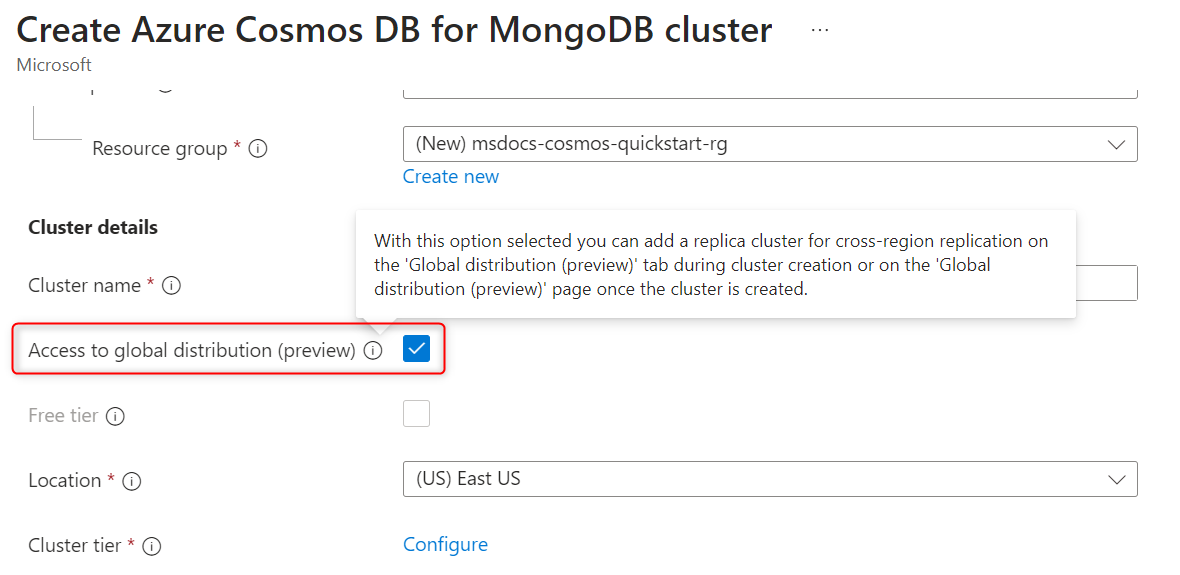 Create Azure Cosmos DB for MongoDB cluster ...
Microsoft
Resource group *
(New) msdocs-cosmos-quickstart-rg
Create new
Cluster details
With this option selected you can add a replica cluster for cross-region replication on
the 'Global distribution (preview)' tab during cluster creation or on the 'Global
distribution (preview)' page once the cluster is created.
Cluster name *
Access to global distribution (preview)
Free tier
Location *
(US) East US
Cluster tier *
Configure